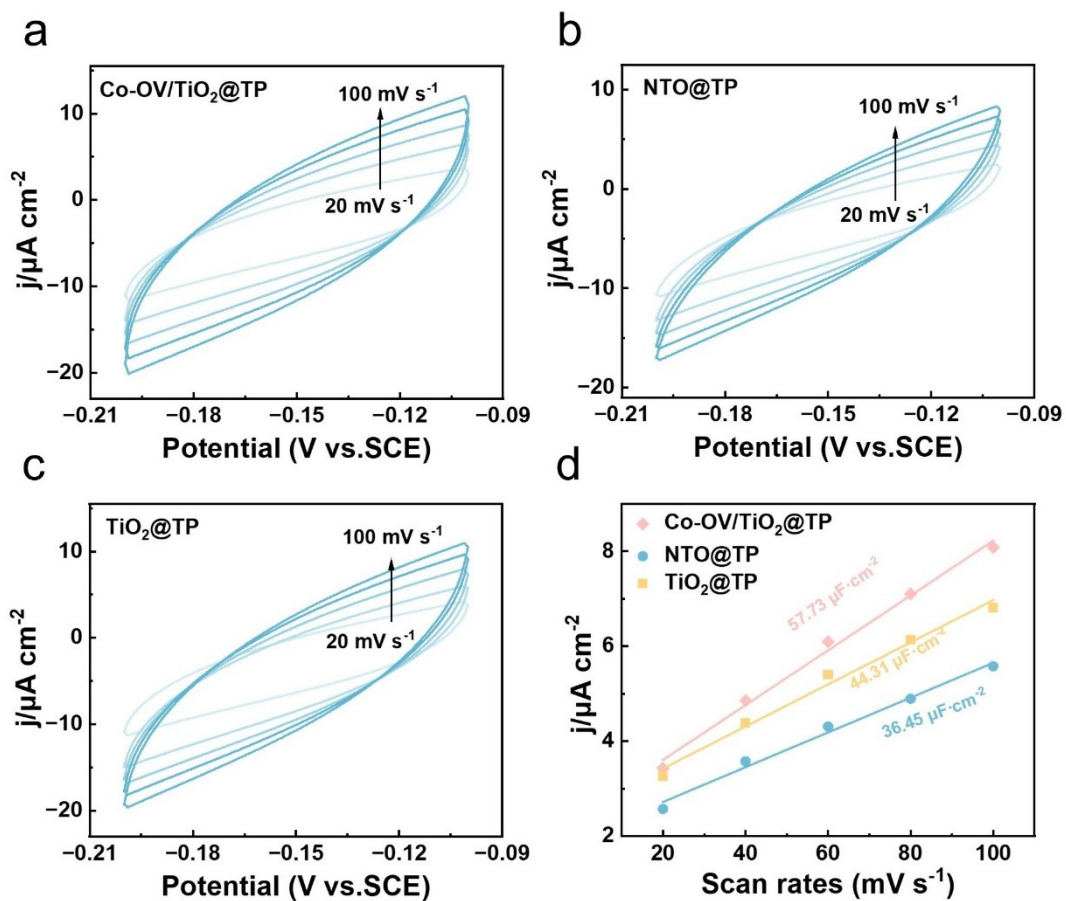 a
Co-OV/TiO₂@TP
100 mV s⁻¹
20 mV s⁻¹
10
0
−10
−20
j/µA cm⁻²
−0.21
−0.18
−0.15
−0.12
−0.09
Potential (V vs.SCE)
b
NTO@TP
100 mV s⁻¹
20 mV s⁻¹
10
0
−10
−20
j/µA cm⁻²
−0.21
−0.18
−0.15
−0.12
−0.09
Potential (V vs.SCE)
c
TiO₂@TP
100 mV s⁻¹
20 mV s⁻¹
10
0
−10
−20
j/µA cm⁻²
−0.21
−0.18
−0.15
−0.12
−0.09
Potential (V vs.SCE)
d
Co-OV/TiO₂@TP
NTO@TP
TiO₂@TP
57.73 µF·cm⁻²
44.31 µF·cm⁻²
36.45 µF·cm⁻²
8
6
4
2
j/µA cm⁻²
20
40
60
80
100
Scan rates (mV s⁻¹)